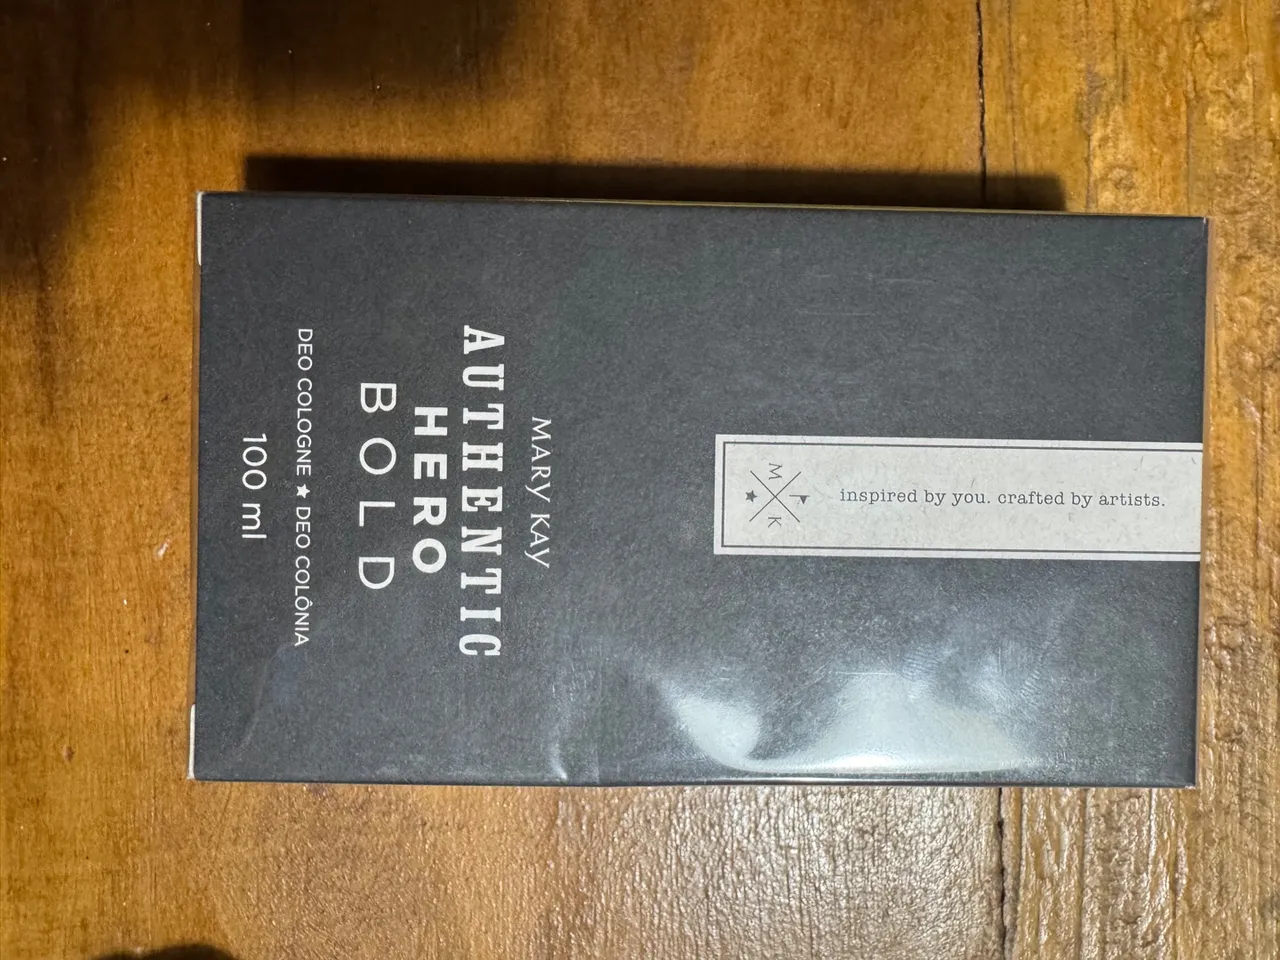 inspired by you. crafted by artists.
M K
MARY KAY
AUTHENTIC
HERO
BOLD
DEO COLOGNE ★ DEO COLÔNIA
100 ml